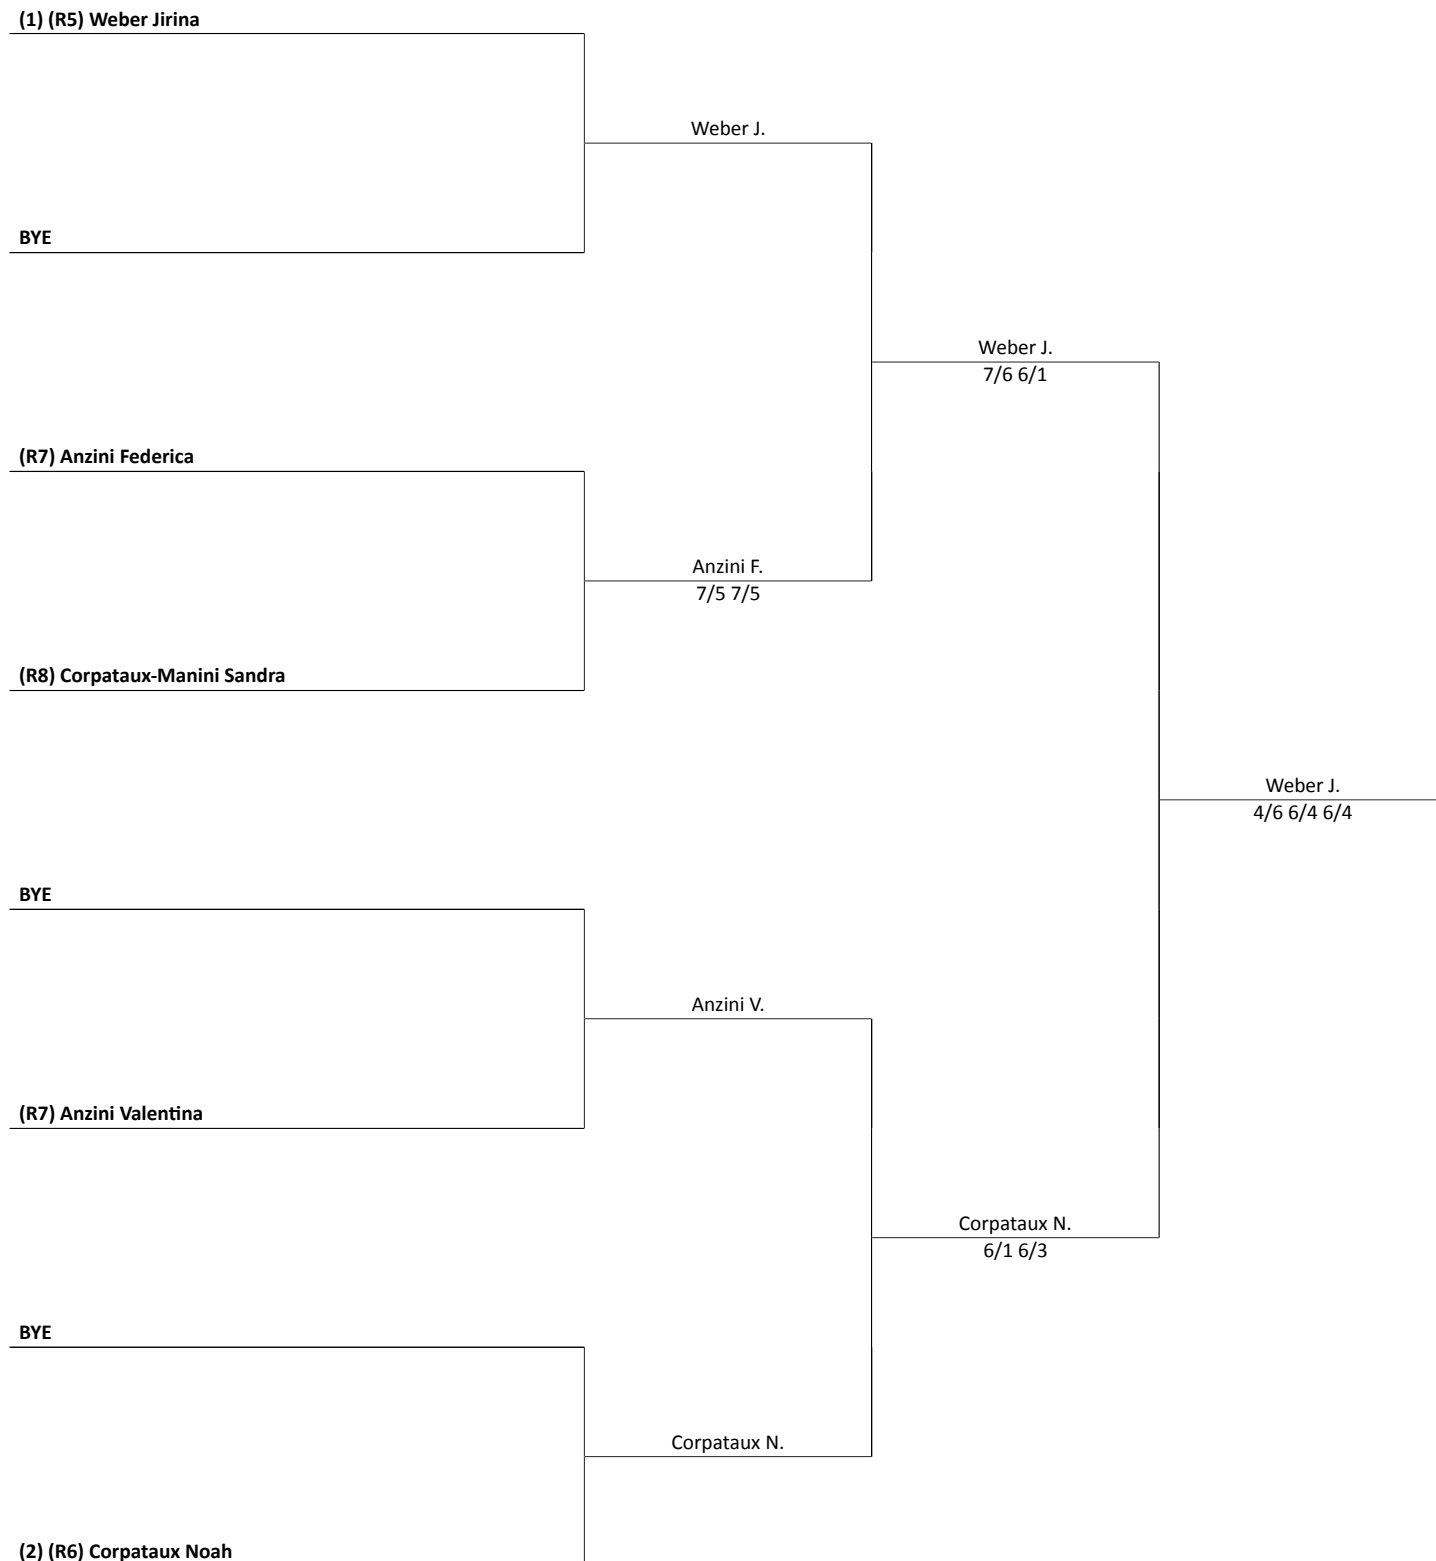 (1) (R5) Weber Jirina
Weber J.
BYE
Weber J.
7/6 6/1
(R7) Anzini Federica
Anzini F.
7/5 7/5
(R8) Corpataux-Manini Sandra
Weber J.
4/6 6/4 6/4
BYE
Anzini V.
(R7) Anzini Valentina
Corpataux N.
6/1 6/3
BYE
Corpataux N.
(2) (R6) Corpataux Noah